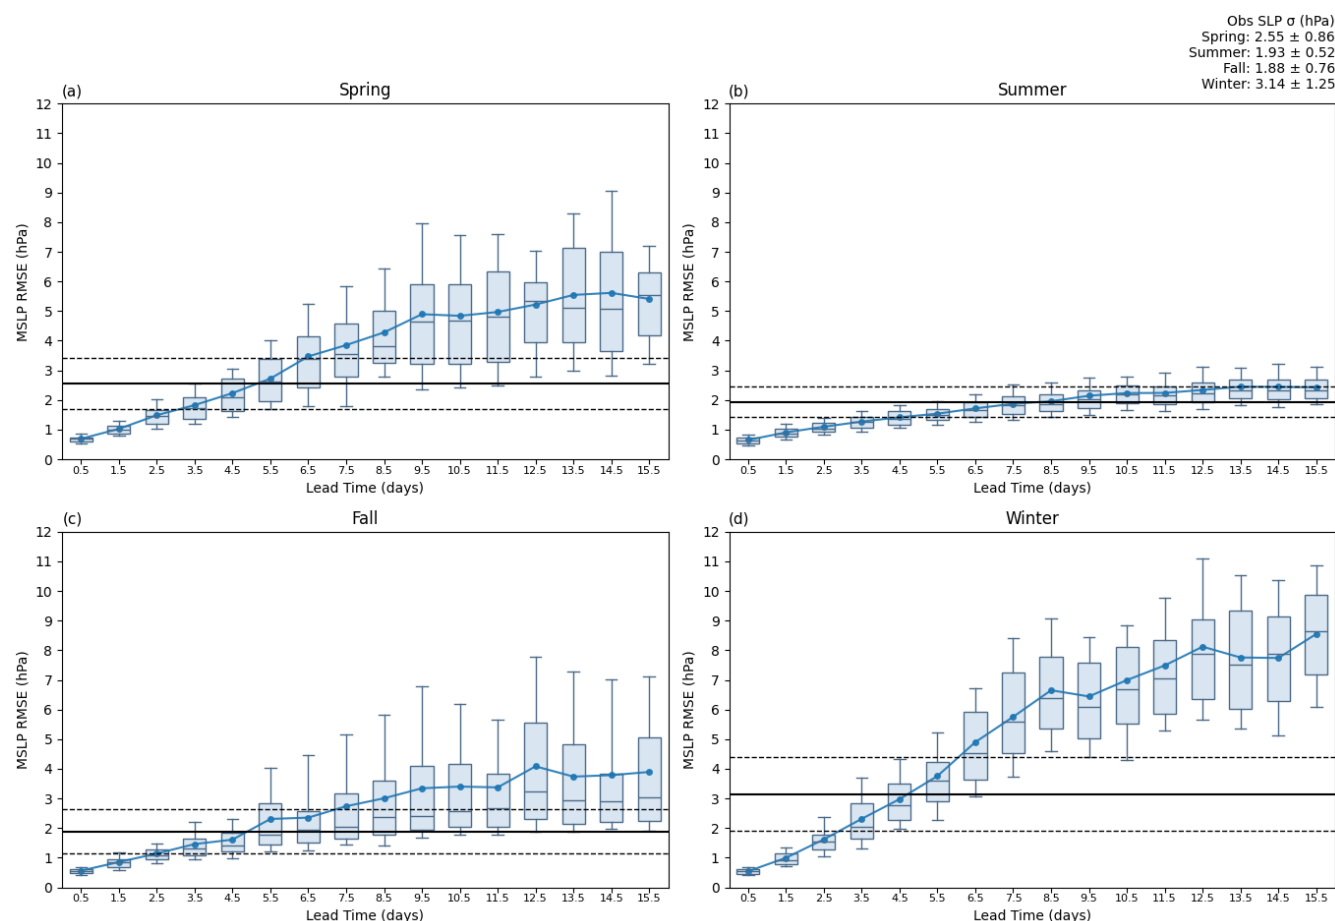 Obs SLP σ (hPa)
Spring: 2.55 ± 0.86
Summer: 1.93 ± 0.52
Fall: 1.88 ± 0.76
Winter: 3.14 ± 1.25
(a) Spring
12
11
10
9
8
7
6
5
4
3
2
1
0
MSLP RMSE (hPa)
0.5 1.5 2.5 3.5 4.5 5.5 6.5 7.5 8.5 9.5 10.5 11.5 12.5 13.5 14.5 15.5
Lead Time (days)
(b) Summer
12
11
10
9
8
7
6
5
4
3
2
1
0
MSLP RMSE (hPa)
0.5 1.5 2.5 3.5 4.5 5.5 6.5 7.5 8.5 9.5 10.5 11.5 12.5 13.5 14.5 15.5
Lead Time (days)
(c) Fall
12
11
10
9
8
7
6
5
4
3
2
1
0
MSLP RMSE (hPa)
0.5 1.5 2.5 3.5 4.5 5.5 6.5 7.5 8.5 9.5 10.5 11.5 12.5 13.5 14.5 15.5
Lead Time (days)
(d) Winter
12
11
10
9
8
7
6
5
4
3
2
1
0
MSLP RMSE (hPa)
0.5 1.5 2.5 3.5 4.5 5.5 6.5 7.5 8.5 9.5 10.5 11.5 12.5 13.5 14.5 15.5
Lead Time (days)